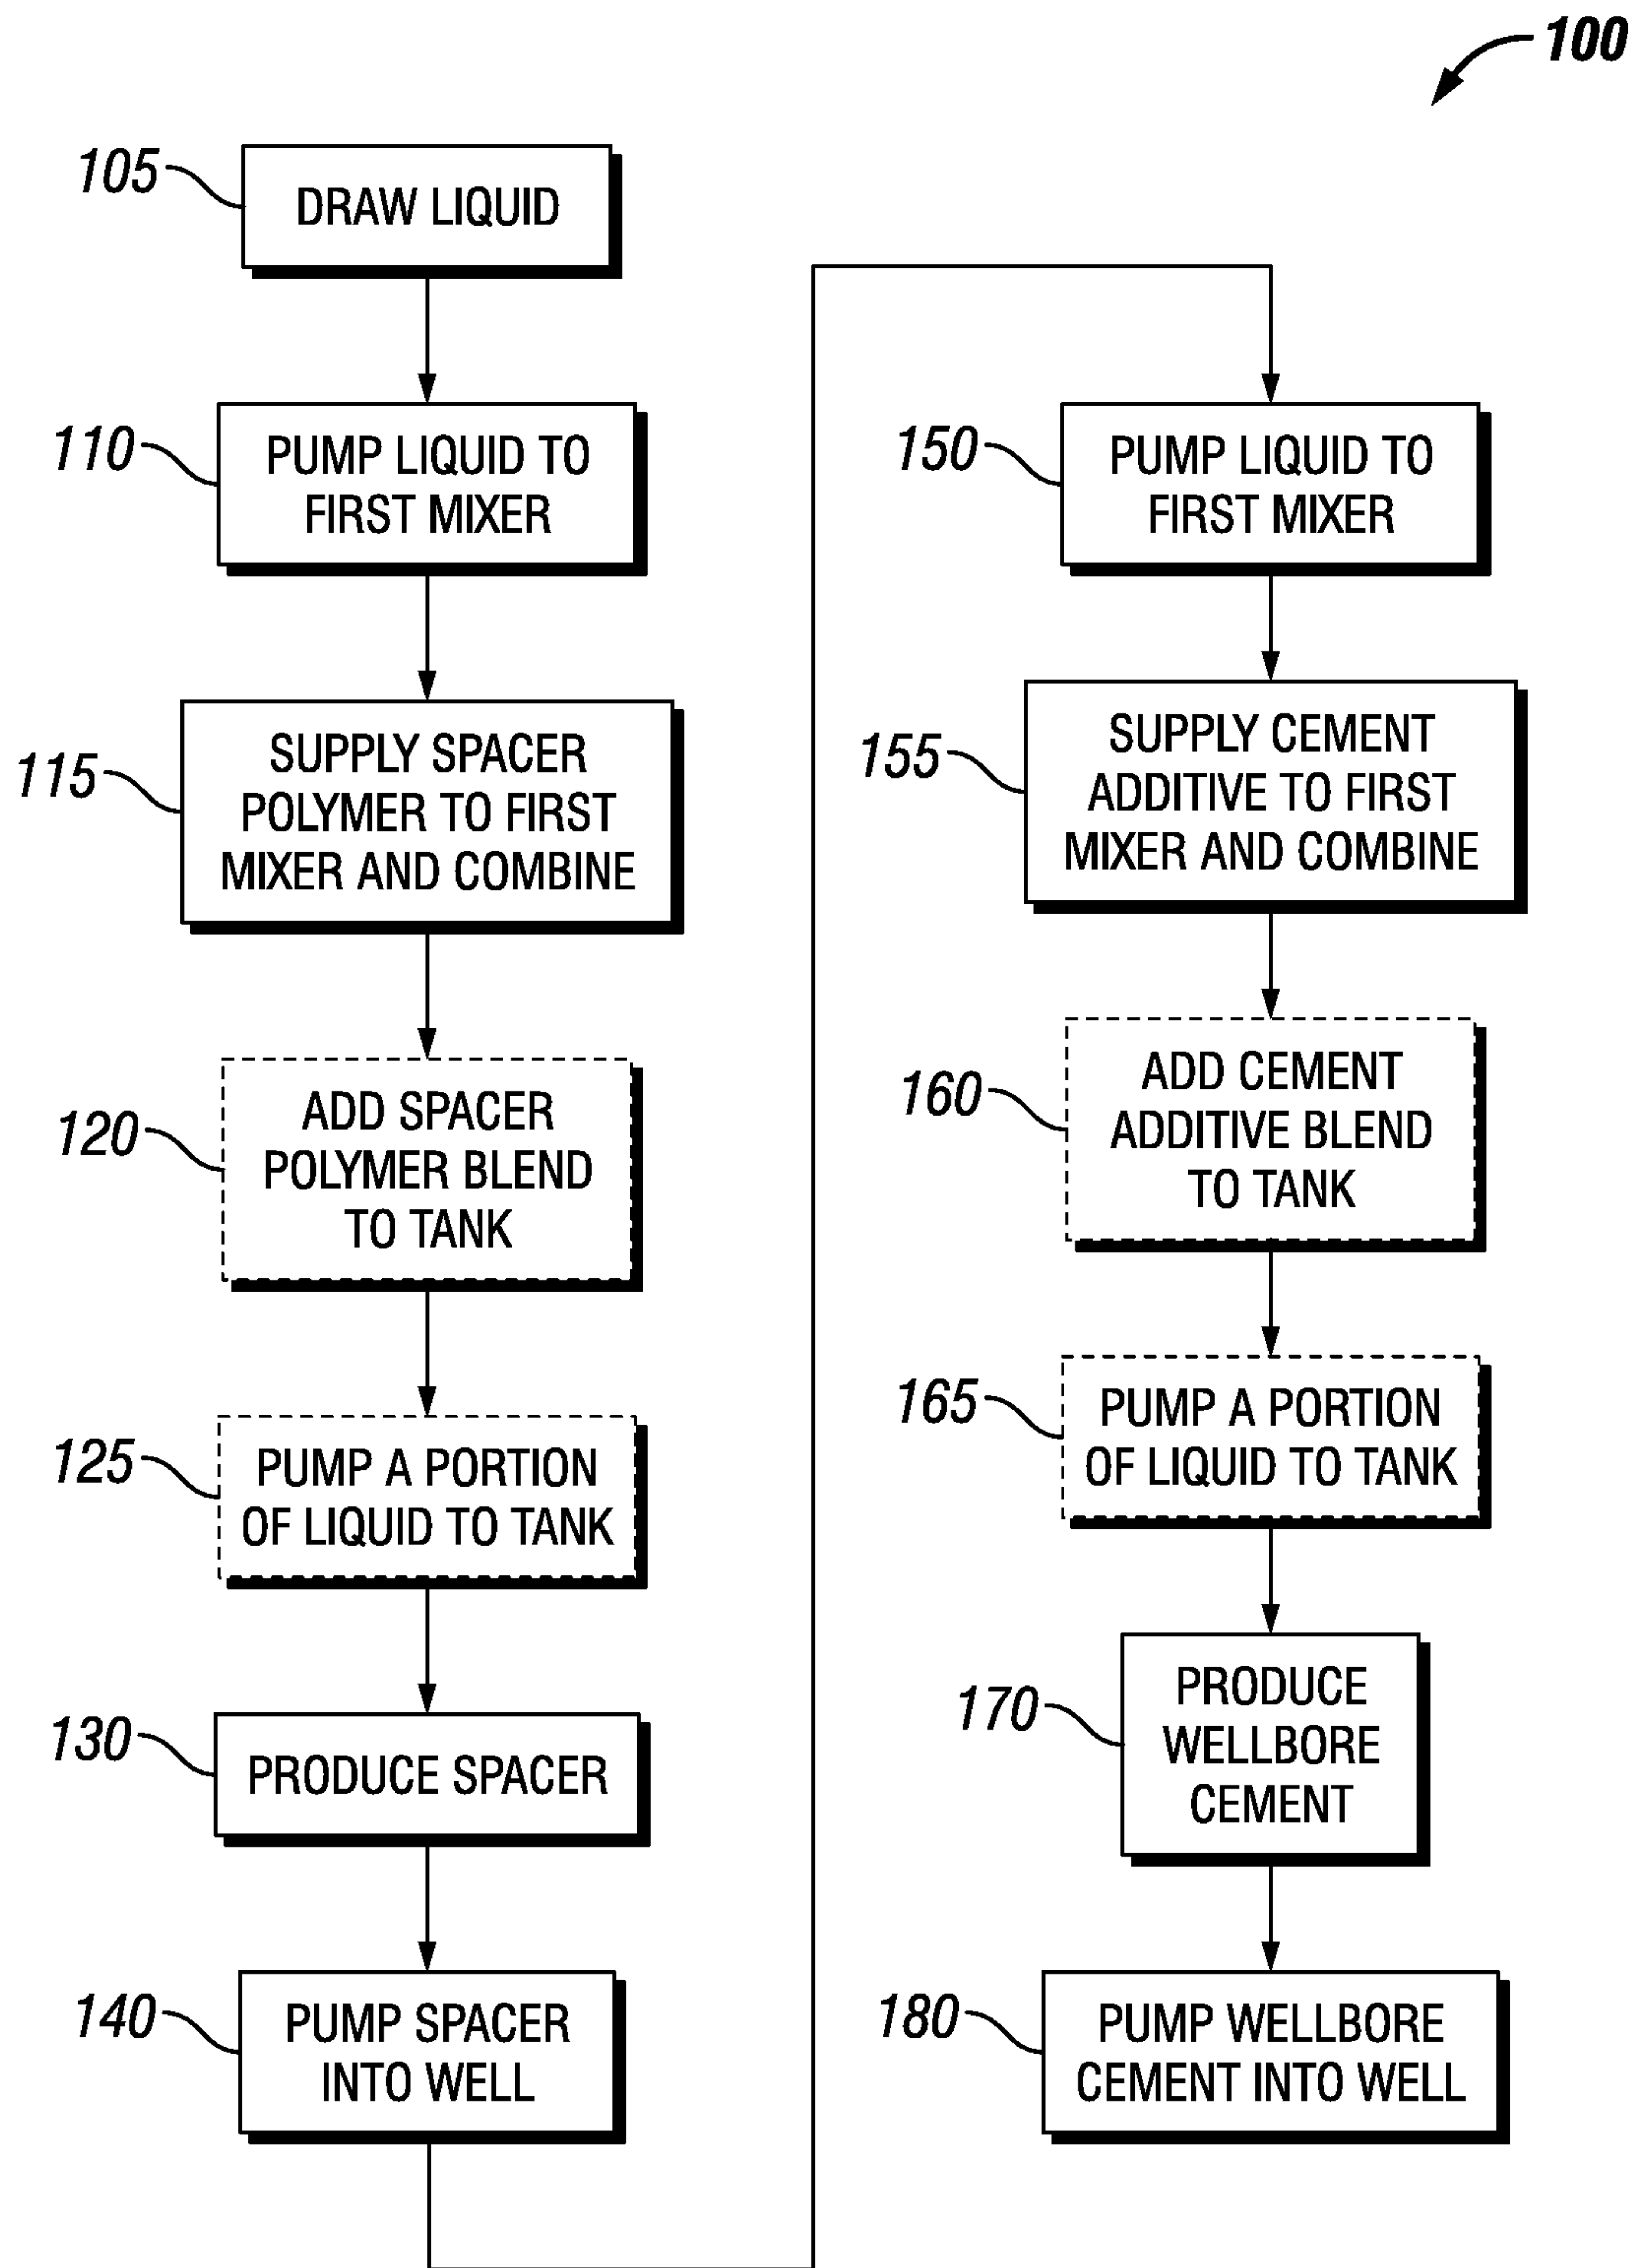 100
105
DRAW LIQUID
110
PUMP LIQUID TO
FIRST MIXER
115
SUPPLY SPACER
POLYMER TO FIRST
MIXER AND COMBINE
120
ADD SPACER
POLYMER BLEND
TO TANK
125
PUMP A PORTION
OF LIQUID TO TANK
130
PRODUCE SPACER
140
PUMP SPACER
INTO WELL
150
PUMP LIQUID TO
FIRST MIXER
155
SUPPLY CEMENT
ADDITIVE TO FIRST
MIXER AND COMBINE
160
ADD CEMENT
ADDITIVE BLEND
TO TANK
165
PUMP A PORTION
OF LIQUID TO TANK
170
PRODUCE
WELLBORE
CEMENT
180
PUMP WELLBORE
CEMENT INTO WELL